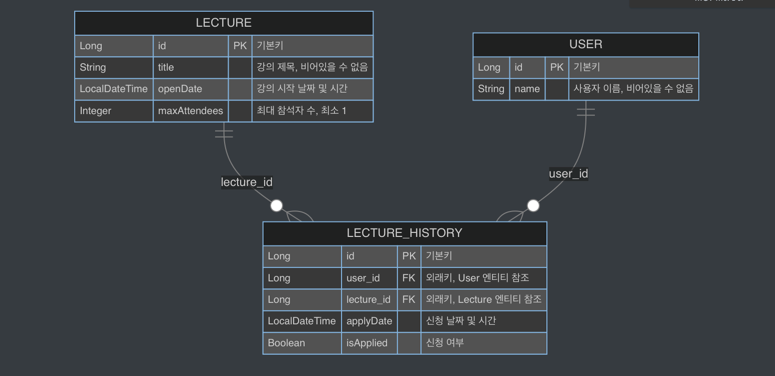 LECTURE
Long id PK 기본키
String title 강의 제목, 비어있을 수 없음
LocalDateTime openDate 강의 시작 날짜 및 시간
Integer maxAttendees 최대 참석자 수, 최소 1
USER
Long id PK 기본키
String name 사용자 이름, 비어있을 수 없음
lecture_id
user_id
LECTURE_HISTORY
Long id PK 기본키
Long user_id FK 외래키, User 엔티티 참조
Long lecture_id FK 외래키, Lecture 엔티티 참조
LocalDateTime applyDate 신청 날짜 및 시간
Boolean isApplied 신청 여부